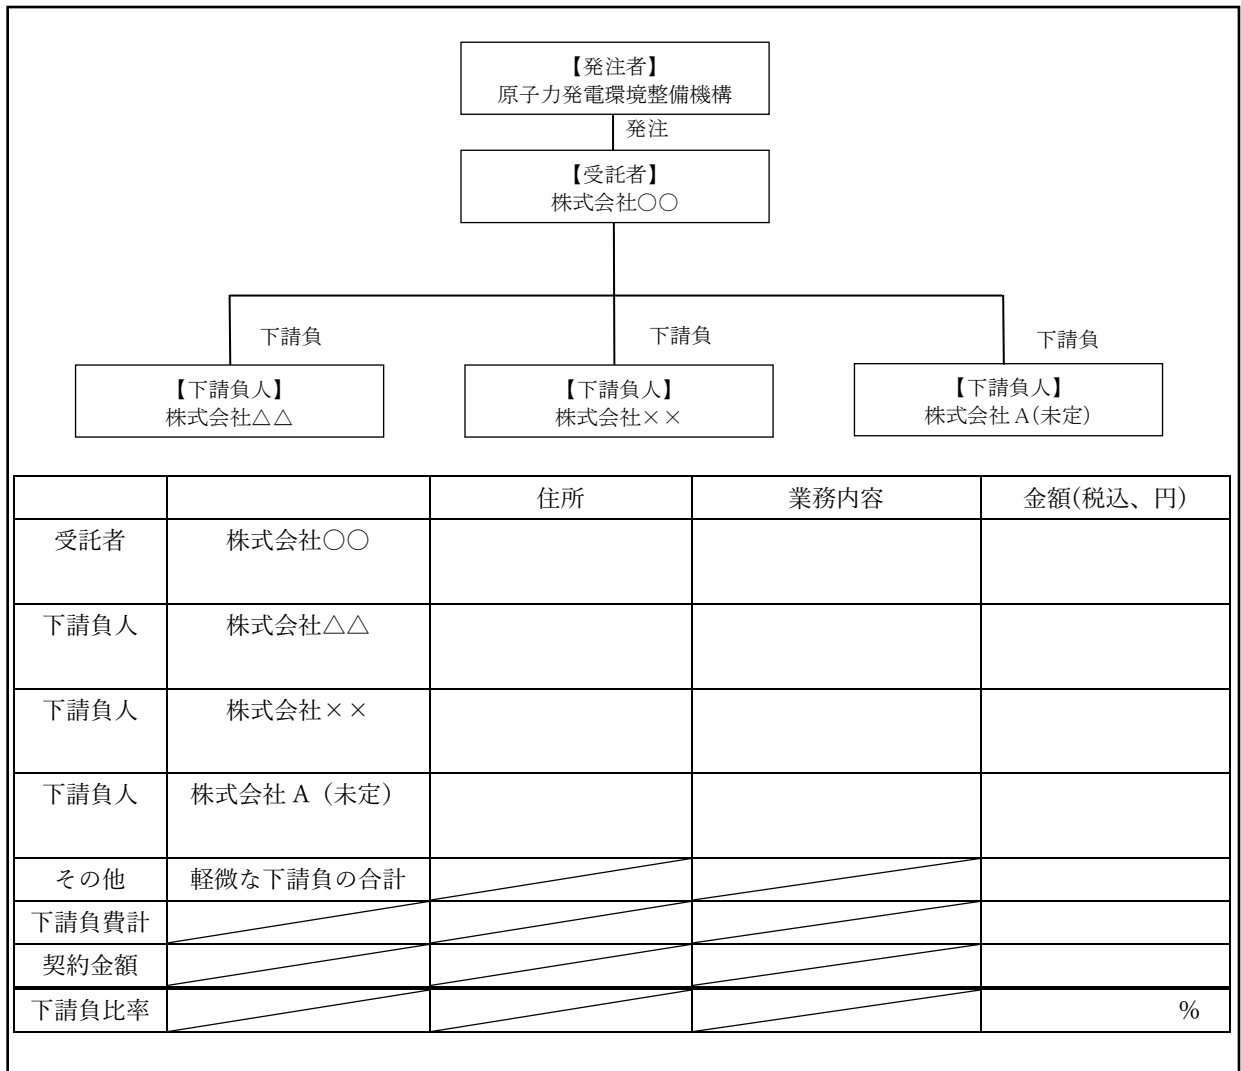 【発注者】
原子力発電環境整備機構
発注
【受託者】
株式会社〇〇
下請負
下請負
下請負
【下請負人】
株式会社△△
【下請負人】
株式会社××
【下請負人】
株式会社 A(未定)
住所 業務内容 金額(税込、円)
受託者 株式会社〇〇
下請負人 株式会社△△
下請負人 株式会社××
下請負人 株式会社 A（未定）
その他 軽微な下請負の合計
下請負費計
契約金額
下請負比率 %